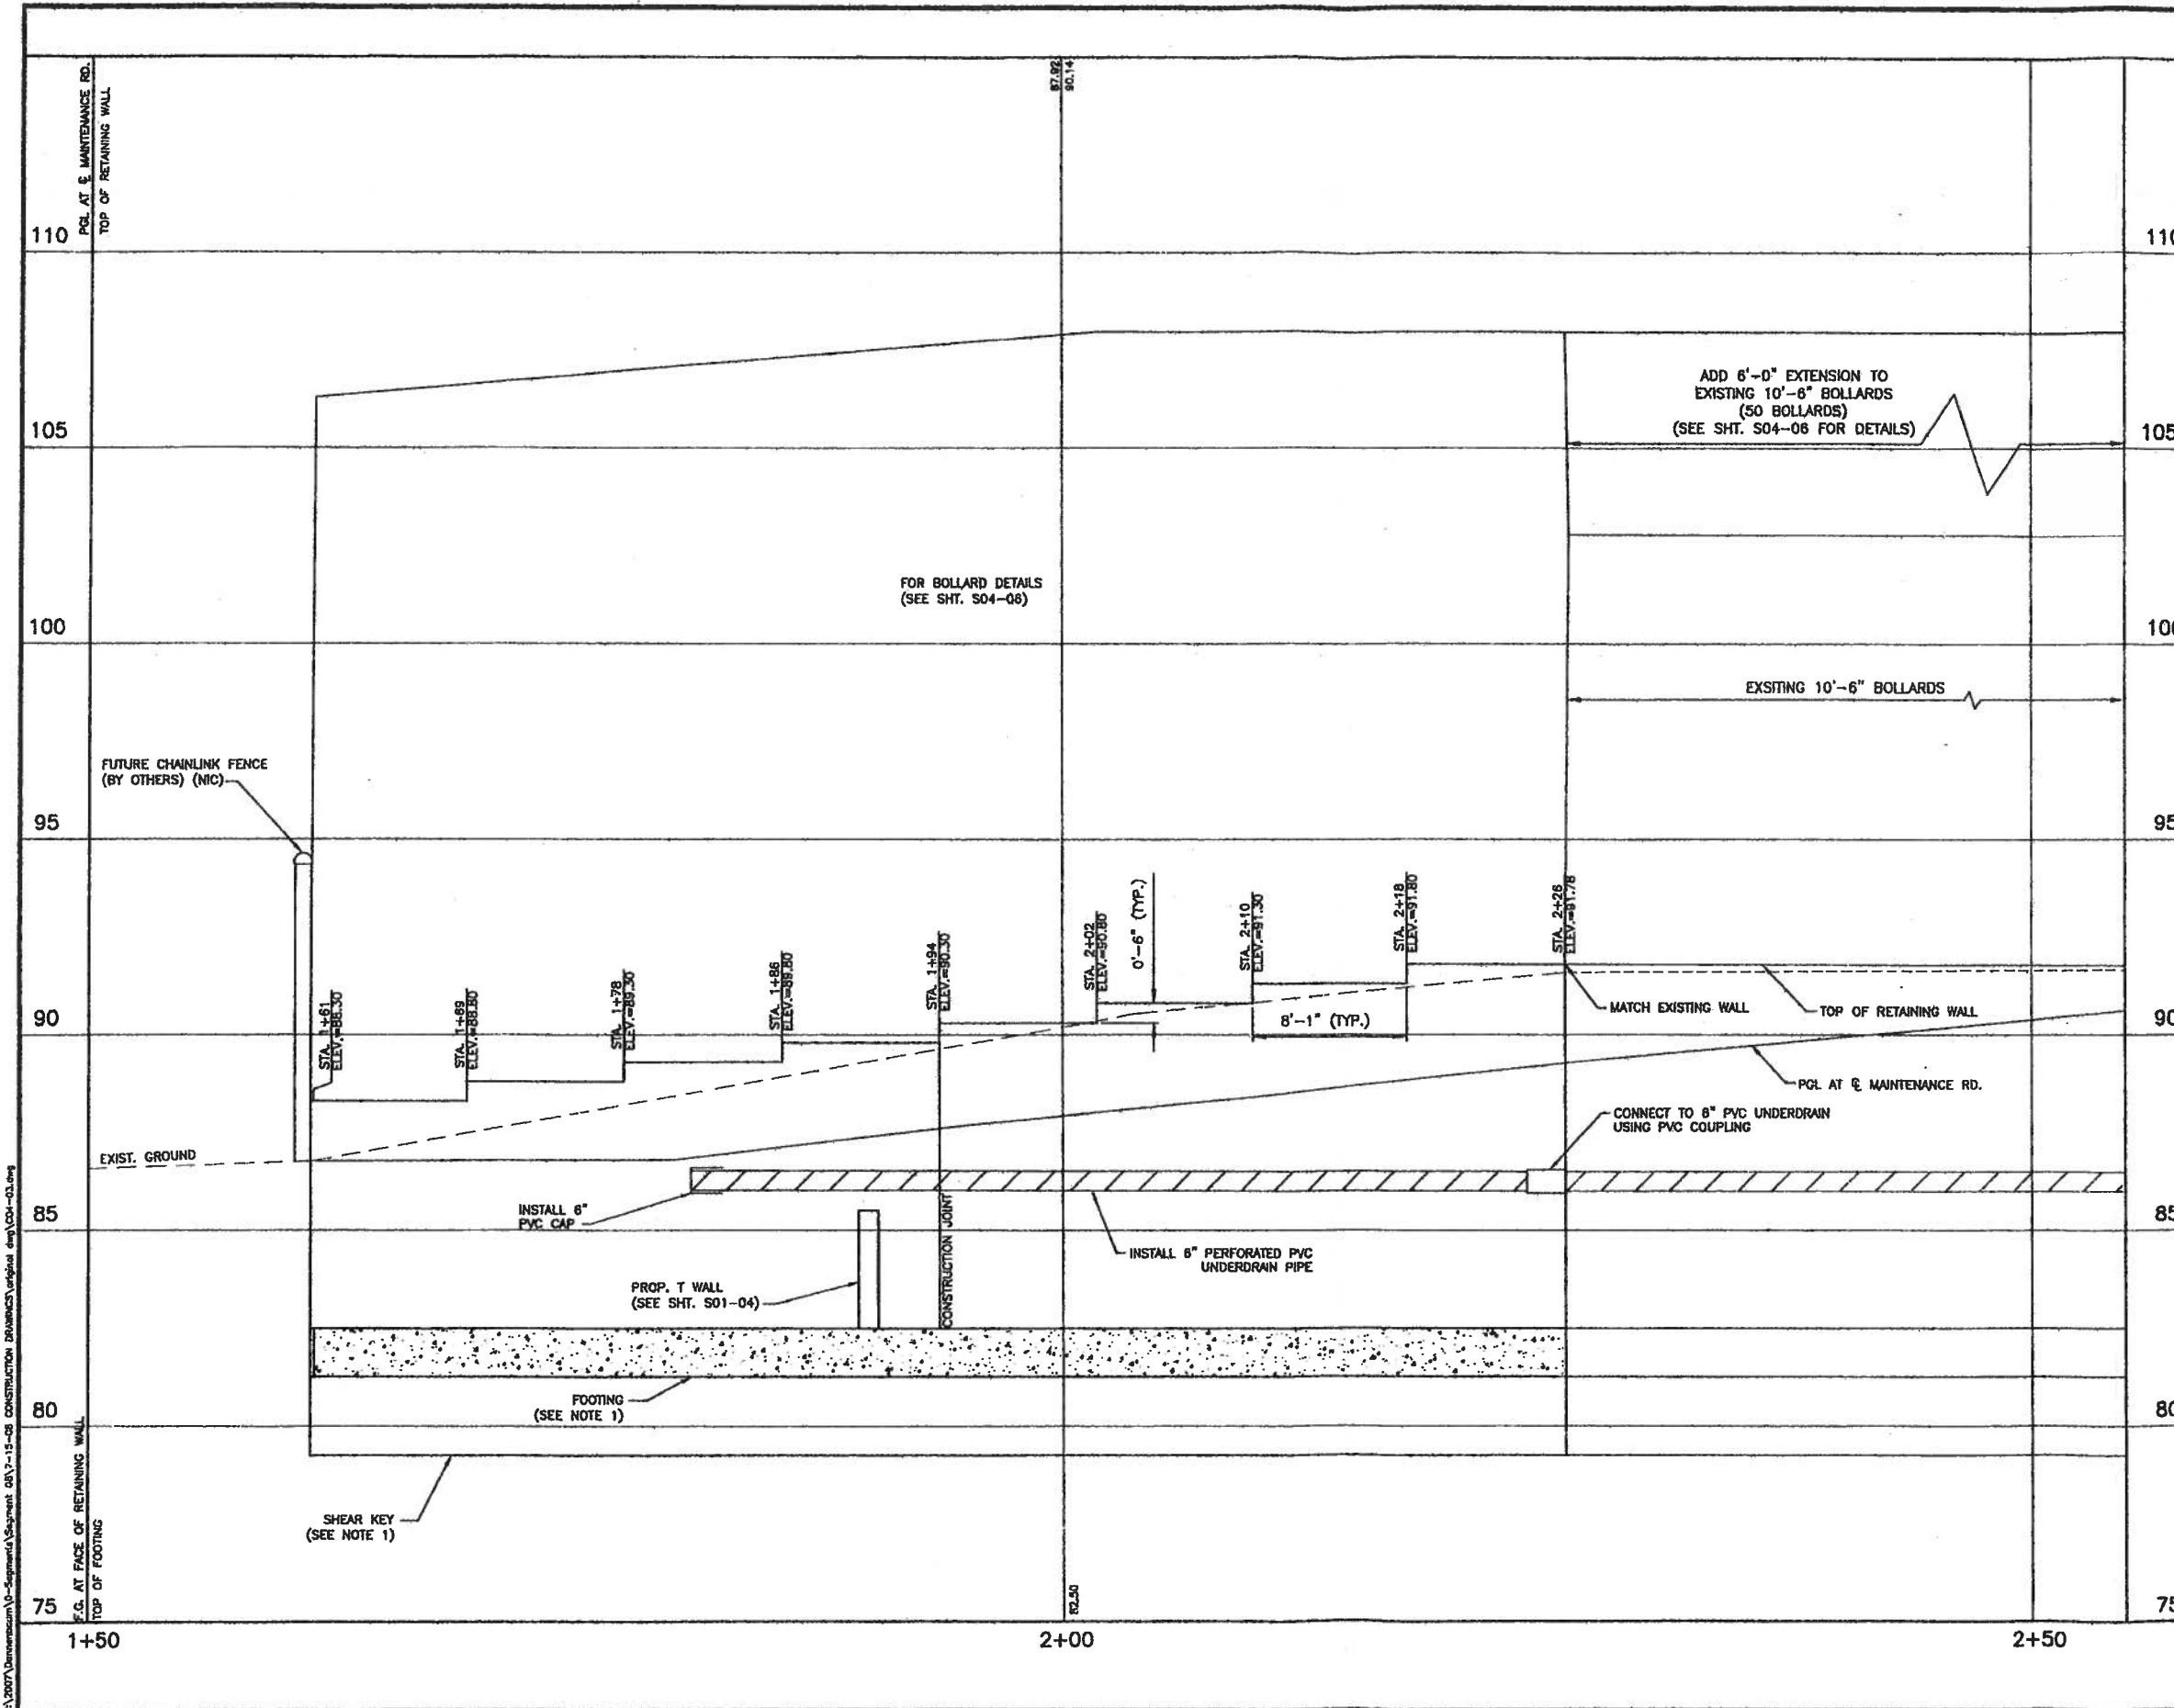 PGL AT ℄ MAINTENANCE RD.
TOP OF RETAINING WALL
87.92
90.14
110
110
105
105
100
100
95
95
90
90
85
85
80
80
75
75
ADD 6'-0" EXTENSION TO
EXISTING 10'-6" BOLLARDS
(50 BOLLARDS)
(SEE SHT. S04-06 FOR DETAILS)
FOR BOLLARD DETAILS
(SEE SHT. S04-06)
EXSITING 10'-6" BOLLARDS
FUTURE CHAINLINK FENCE
(BY OTHERS) (NIC)
STA. 1+61
ELEV.=88.30
STA. 1+69
ELEV.=88.80
STA. 1+78
ELEV.=89.30
STA. 1+86
ELEV.=89.80
STA. 1+94
ELEV.=90.30
STA. 2+02
ELEV.=90.80
0'-6" (TYP.)
STA. 2+10
ELEV.=91.30
STA. 2+18
ELEV.=91.80
STA. 2+26
ELEV.=91.78
8'-1" (TYP.)
MATCH EXISTING WALL
TOP OF RETAINING WALL
PGL AT ℄ MAINTENANCE RD.
CONNECT TO 6" PVC UNDERDRAIN
USING PVC COUPLING
EXIST. GROUND
INSTALL 6"
PVC CAP
INSTALL 6" PERFORATED PVC
UNDERDRAIN PIPE
CONSTRUCTION JOINT
PROP. T WALL
(SEE SHT. S01-04)
FOOTING
(SEE NOTE 1)
SHEAR KEY
(SEE NOTE 1)
F.G. AT FACE OF RETAINING WALL
TOP OF FOOTING
82.50
1+50
2+00
2+50